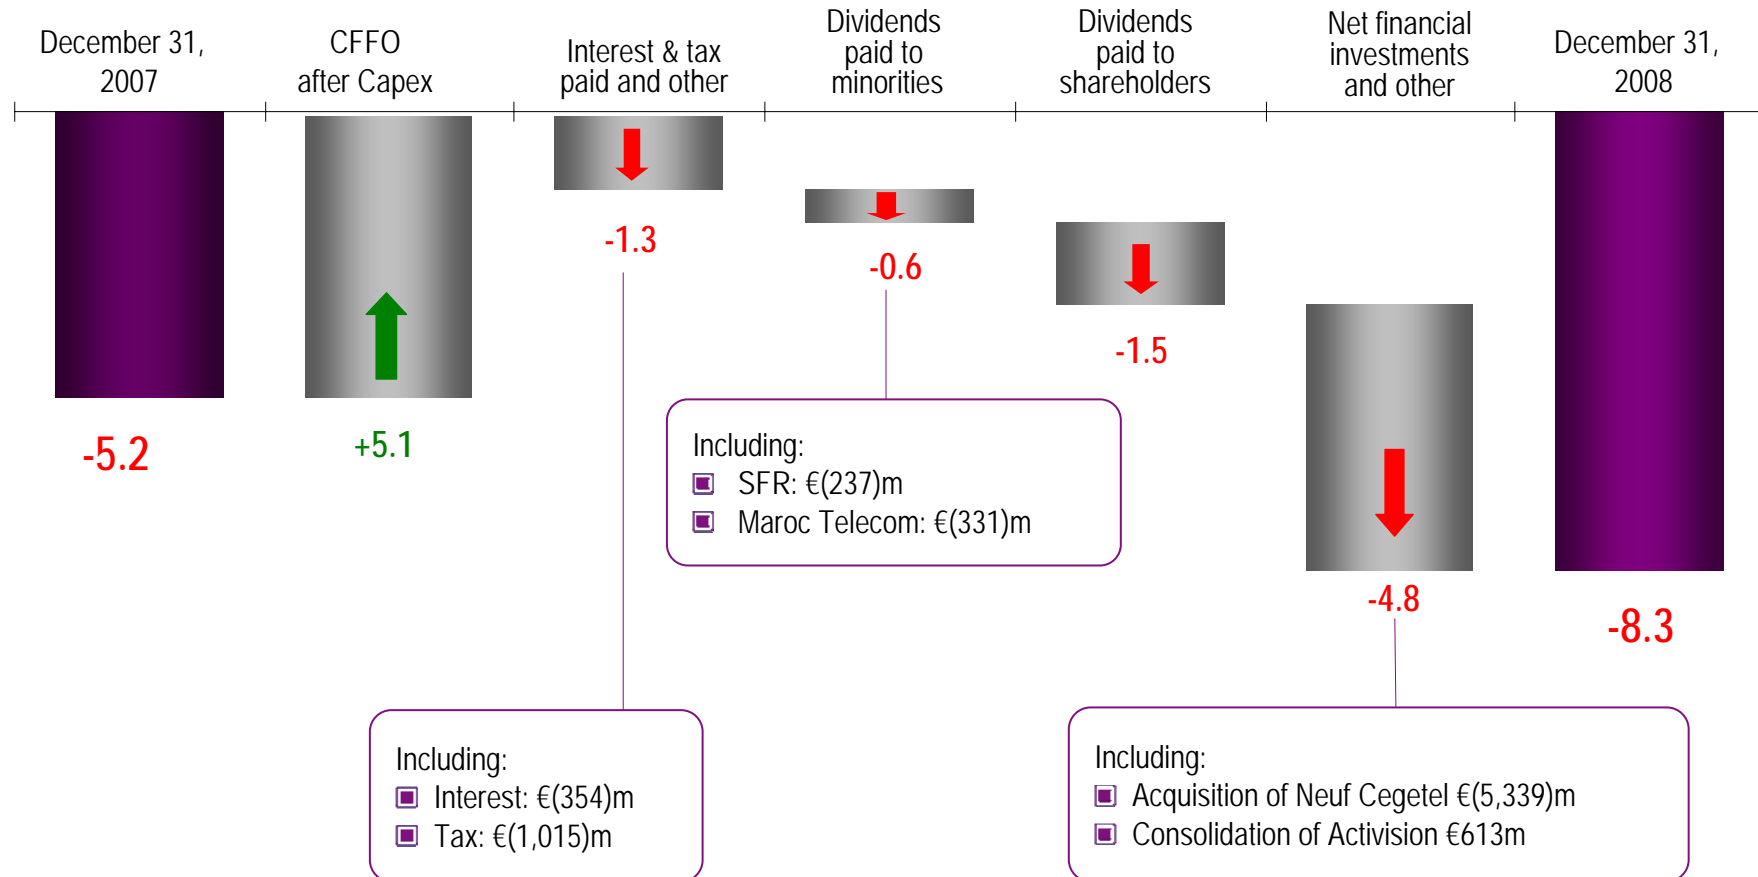 December 31,
2007
CFFO
after Capex
Interest & tax
paid and other
Dividends
paid to
minorities
Dividends
paid to
shareholders
Net financial
investments
and other
December 31,
2008
-5.2
+5.1
-1.3
-0.6
-1.5
-4.8
-8.3
Including:
SFR: €(237)m
Maroc Telecom: €(331)m
Including:
Interest: €(354)m
Tax: €(1,015)m
Including:
Acquisition of Neuf Cegetel €(5,339)m
Consolidation of Activision €613m